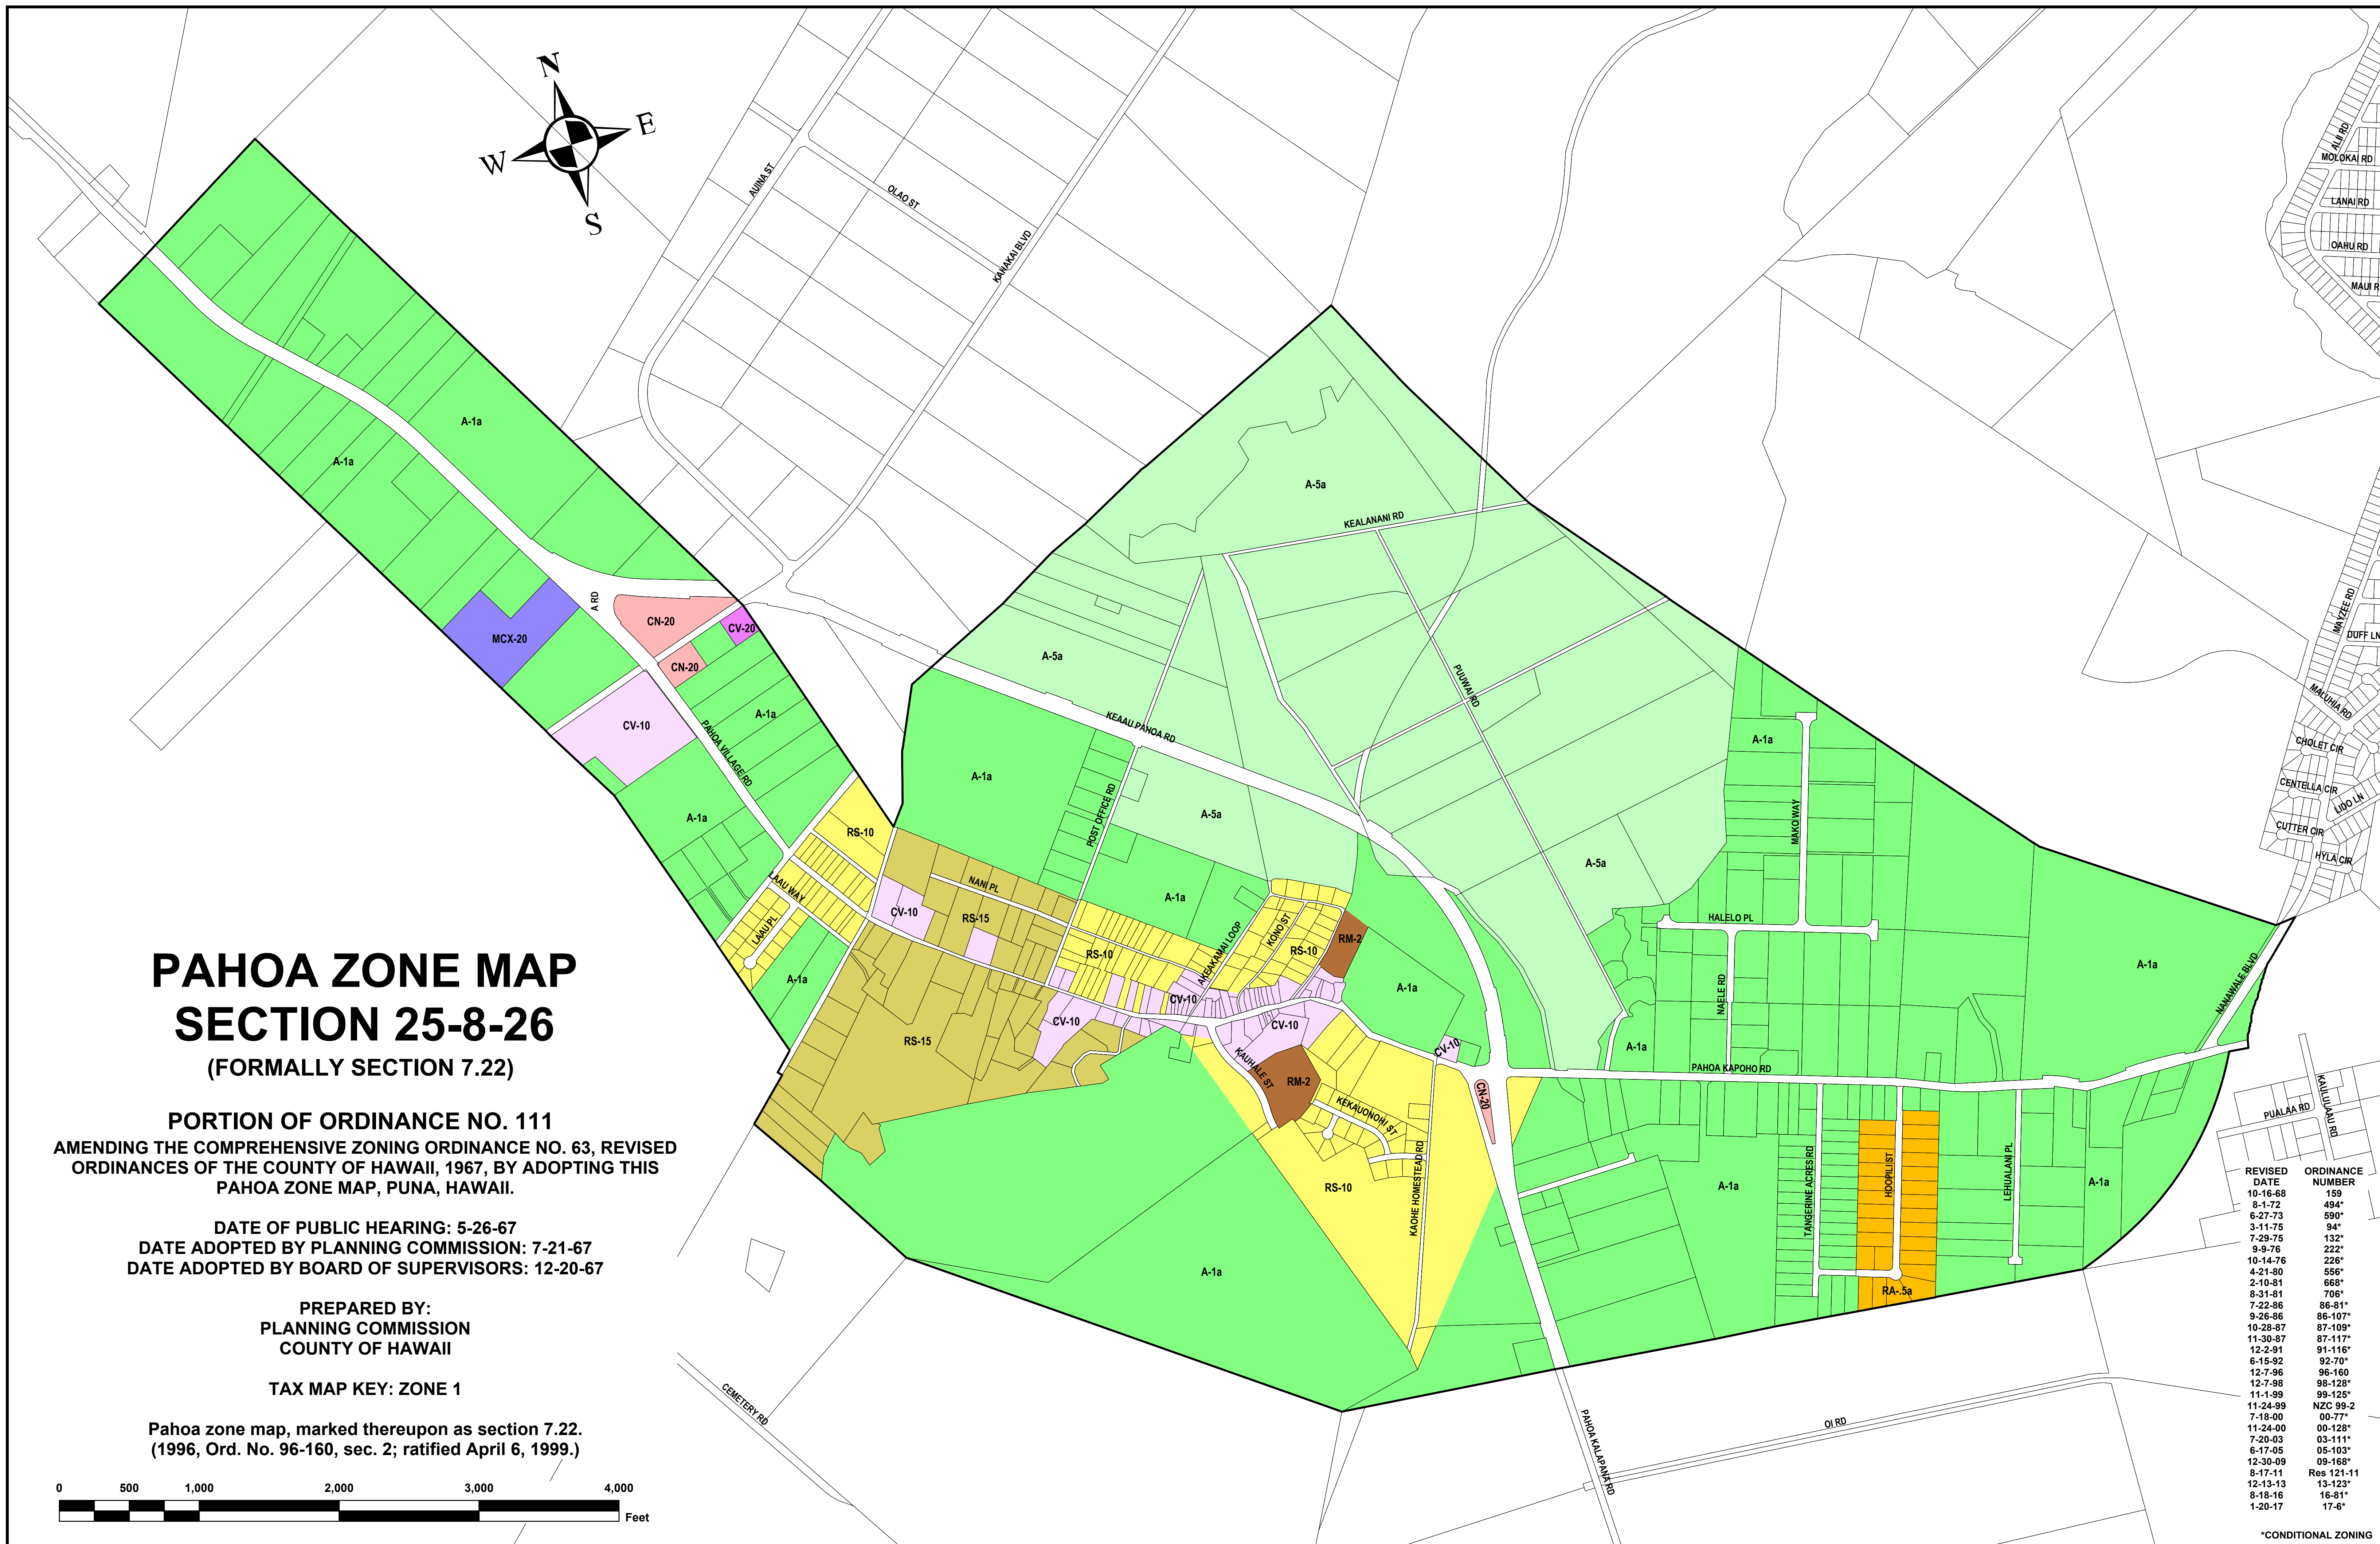 N
E
W
S
AUINA ST
OLAO ST
KAHAKAI BLVD
ALII RD
MOLOKAI RD
LANAI RD
OAHU RD
MAUI R
A-1a
A-1a
A-5a
KEALANANI RD
A RD
MCX-20
CN-20
CV-20
CN-20
CV-10
A-1a
PAHOA VILLAGE RD
A-1a
A-5a
KEAAU PAHOA RD
PUUWAI RD
A-1a
A-1a
MAKO WAY
POST OFFICE RD
A-5a
A-5a
MAYZEE RD
DUFF LN
MALUHIA RD
CHOLET CIR
CENTELLA CIR
LIDO LN
CUTTER CIR
HYLA CIR
RS-10
LAAU WAY
LAAU PL
NANI PL
CV-10
RS-15
A-1a
AKEAKAMAI LOOP
KONO ST
RS-10
RM-2
RS-10
HALELO PL
A-1a
A-1a
CV-10
A-1a
NAELE RD
NANAWALE BLVD
CV-10
CV-10
RS-15
KAUHALE ST
RM-2
CV-10
A-1a
PAHOA KAPOHO RD
CN-20
KEKAUONOHI ST
RS-10
KAOHE HOMESTEAD RD
A-1a
A-1a
TANGERINE ACRES RD
HOOPILI ST
RA-.5a
LEHUALANI PL
A-1a
PUALAA RD
KAULULAAU RD
CEMETERY RD
PAHOA KALAPANA RD
OI RD
PAHOA ZONE MAP
SECTION 25-8-26
(FORMALLY SECTION 7.22)
PORTION OF ORDINANCE NO. 111
AMENDING THE COMPREHENSIVE ZONING ORDINANCE NO. 63, REVISED
ORDINANCES OF THE COUNTY OF HAWAII, 1967, BY ADOPTING THIS
PAHOA ZONE MAP, PUNA, HAWAII.
DATE OF PUBLIC HEARING: 5-26-67
DATE ADOPTED BY PLANNING COMMISSION: 7-21-67
DATE ADOPTED BY BOARD OF SUPERVISORS: 12-20-67
PREPARED BY:
PLANNING COMMISSION
COUNTY OF HAWAII
TAX MAP KEY: ZONE 1
Pahoa zone map, marked thereupon as section 7.22.
(1996, Ord. No. 96-160, sec. 2; ratified April 6, 1999.)
0 500 1,000 2,000 3,000 4,000
Feet
REVISED ORDINANCE
DATE NUMBER
10-16-68 159
8-1-72 494*
6-27-73 590*
3-11-75 94*
7-29-75 132*
9-9-76 222*
10-14-76 226*
4-21-80 556*
2-10-81 668*
8-31-81 706*
7-22-86 86-81*
9-26-86 86-107*
10-28-87 87-109*
11-30-87 87-117*
12-2-91 91-116*
6-15-92 92-70*
12-7-96 96-160
12-7-98 98-128*
11-1-99 99-125*
11-24-99 NZC 99-2
7-18-00 00-77*
11-24-00 00-128*
7-20-03 03-111*
6-17-05 05-103*
12-30-09 09-168*
8-17-11 Res 121-11
12-13-13 13-123*
8-18-16 16-81*
1-20-17 17-6*
*CONDITIONAL ZONING